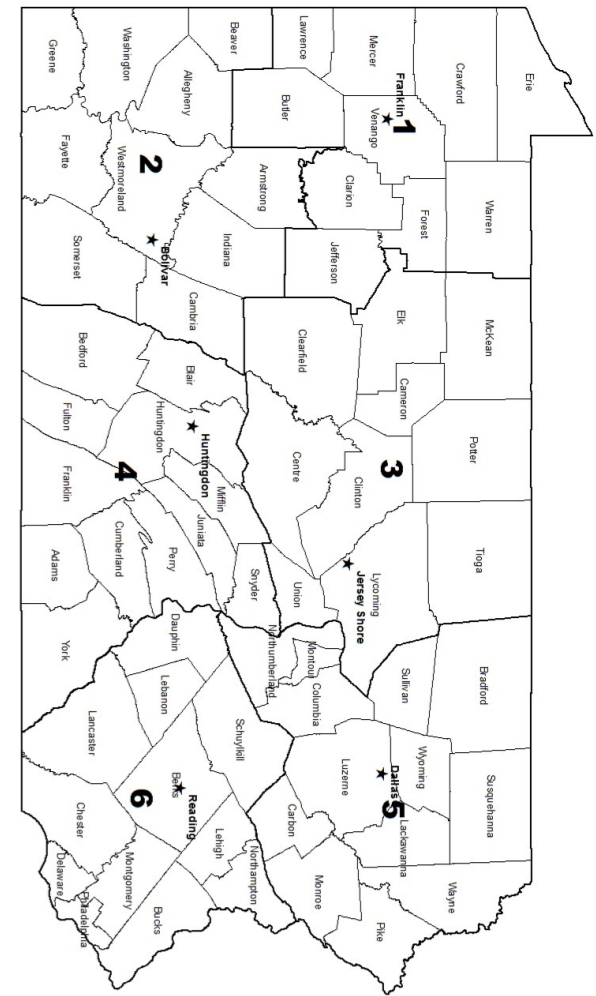 Erie
Crawford
Warren
McKean
Potter
Tioga
Bradford
Susquehanna
Wayne
Mercer
Franklin
1
Venango
Forest
Elk
Cameron
3
Clinton
Lycoming
Jersey Shore
Sullivan
Wyoming
Lackawanna
Dallas
5
Pike
Lawrence
Butler
Clarion
Jefferson
Clearfield
Centre
Union
Montour
Northumberland
Columbia
Luzerne
Carbon
Monroe
Beaver
Allegheny
Armstrong
Indiana
Cambria
Blair
Huntingdon
Huntingdon
Mifflin
Juniata
Snyder
Schuylkill
Northampton
Lehigh
Washington
2
Westmoreland
Bolivar
4
Perry
Dauphin
Lebanon
Berks
Reading
6
Montgomery
Bucks
Greene
Fayette
Somerset
Bedford
Fulton
Franklin
Cumberland
Adams
York
Lancaster
Chester
Delaware
Philadelphia